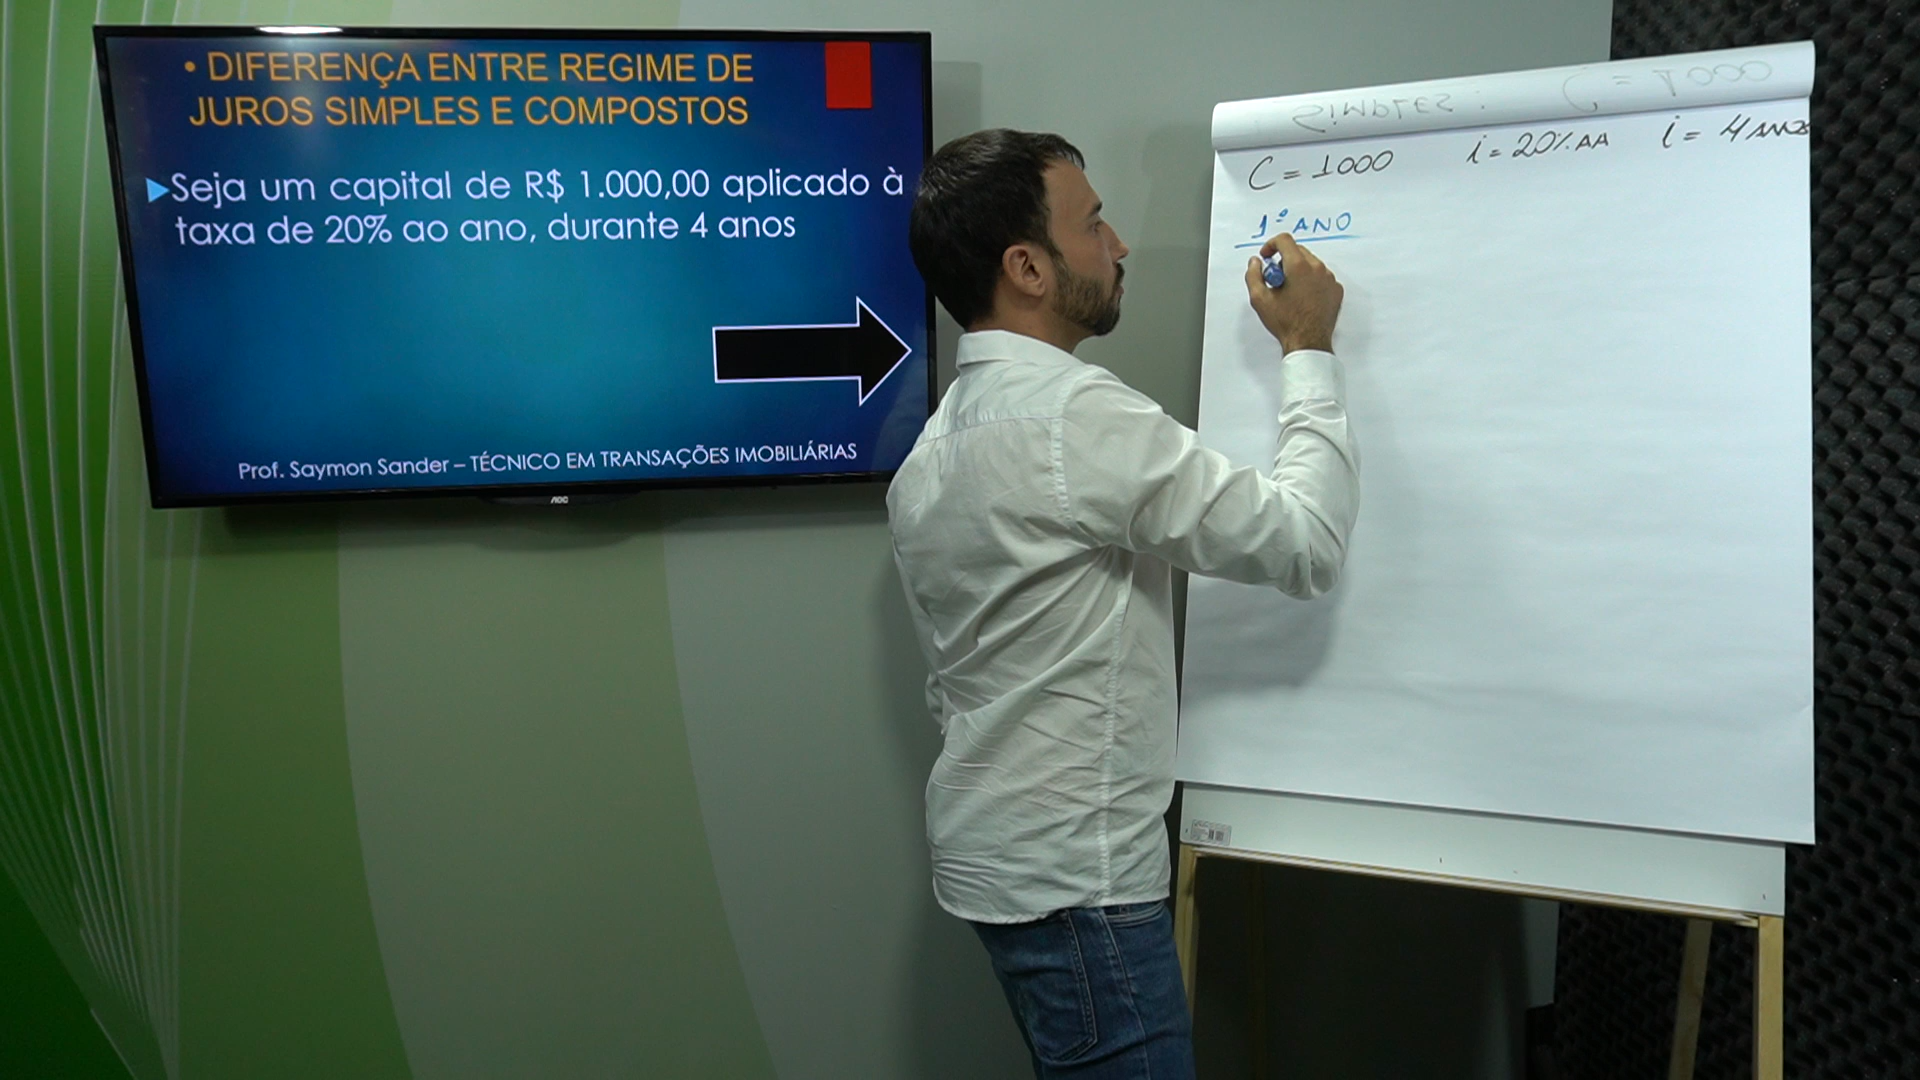 • DIFERENÇA ENTRE REGIME DE
JUROS SIMPLES E COMPOSTOS
Seja um capital de R$ 1.000,00 aplicado à
taxa de 20% ao ano, durante 4 anos
Prof. Saymon Sander – TÉCNICO EM TRANSAÇÕES IMOBILIÁRIAS
AOC
C = 1000 i = 20% AA i = 4 ANOS
1º ANO